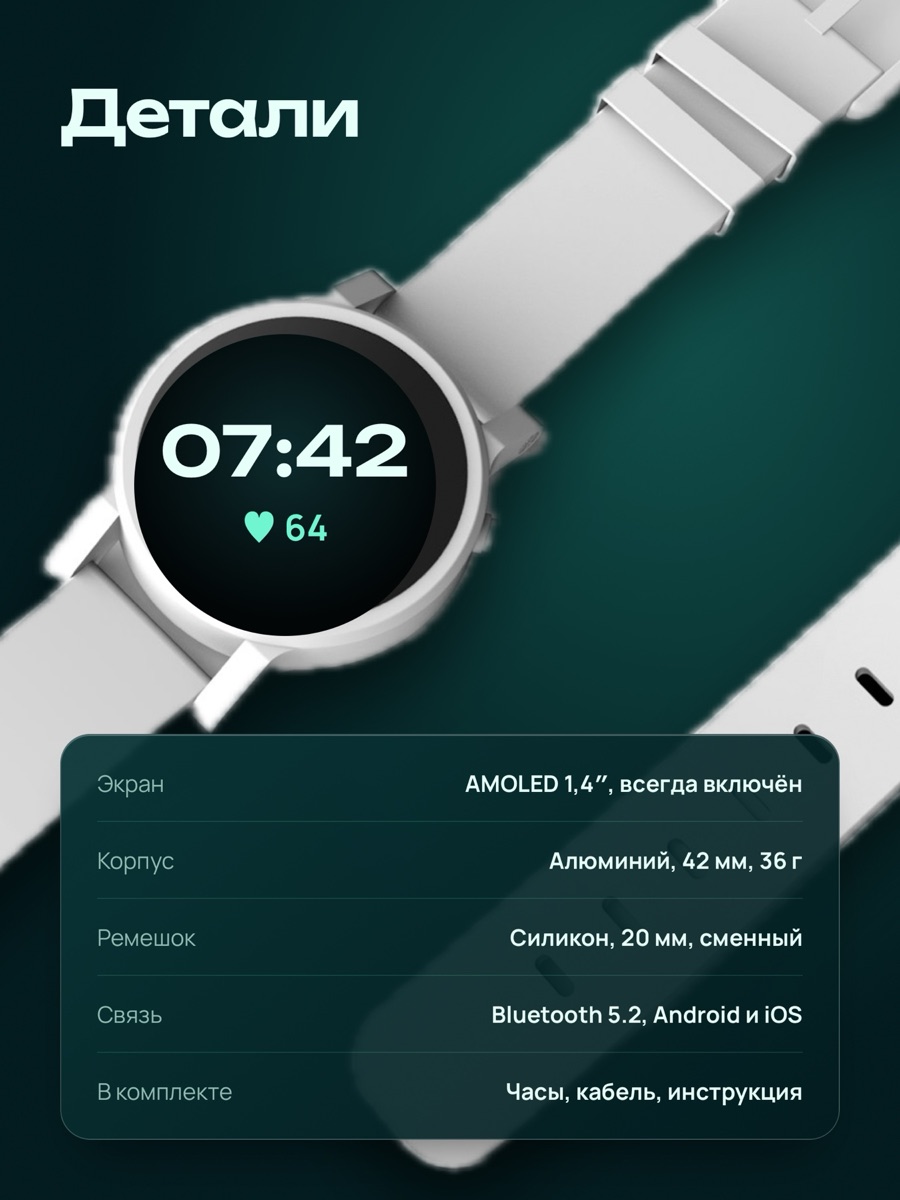 Детали
07:42
64
Экран AMOLED 1,4″, всегда включён
Корпус Алюминий, 42 мм, 36 г
Ремешок Силикон, 20 мм, сменный
Связь Bluetooth 5.2, Android и iOS
В комплекте Часы, кабель, инструкция